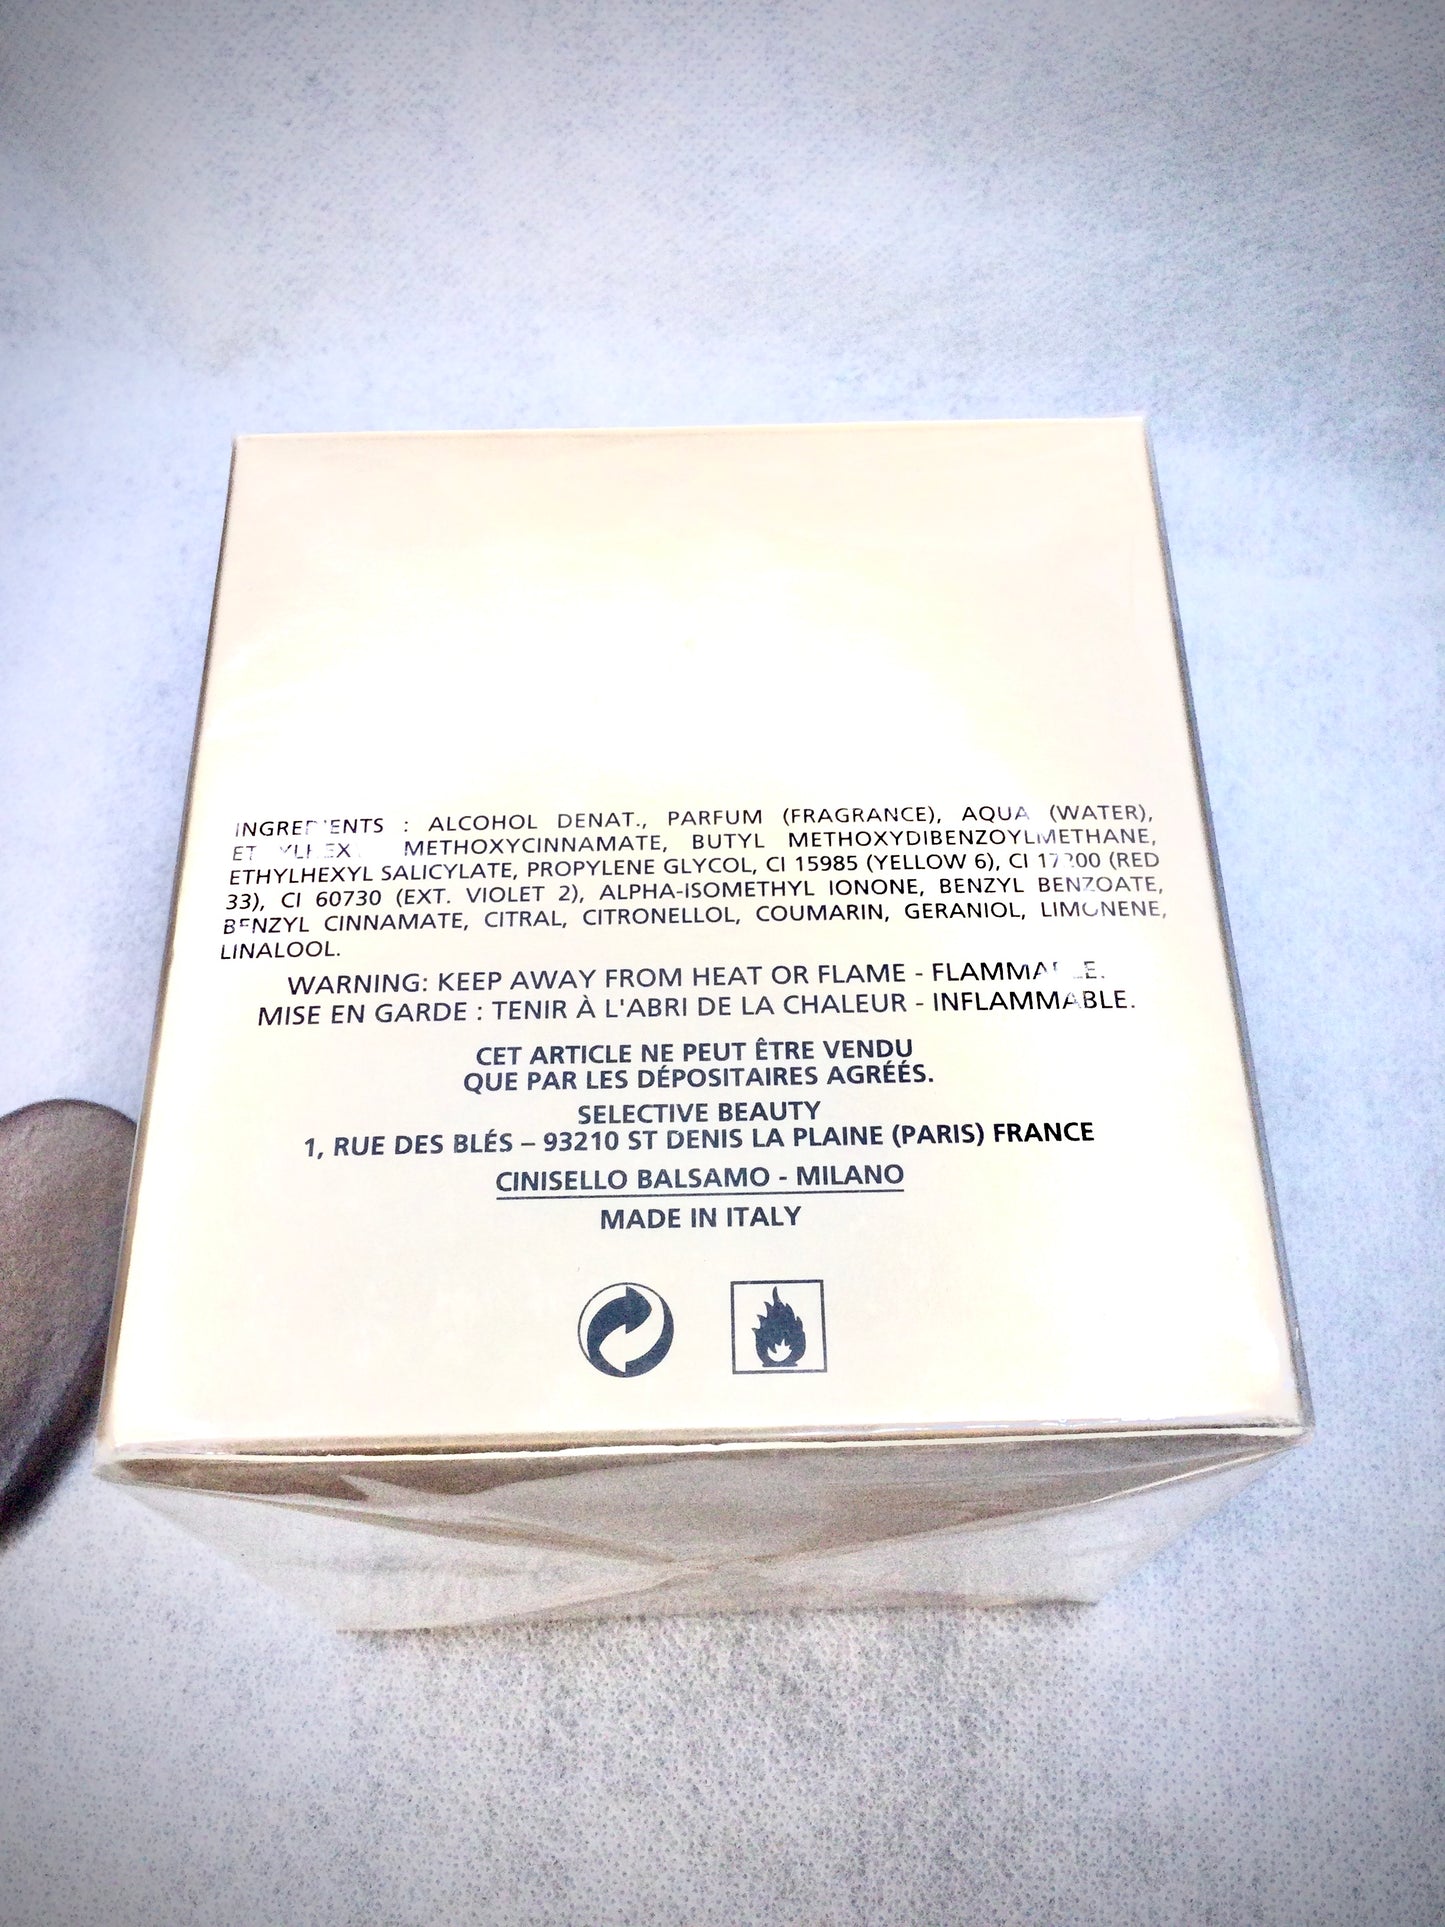 INGREDIENTS : ALCOHOL DENAT., PARFUM (FRAGRANCE), AQUA (WATER),
METHOXYCINNAMATE, BUTYL METHOXYDIBENZOYLMETHANE,
ETHYLHEXYL SALICYLATE, PROPYLENE GLYCOL, CI 15985 (YELLOW 6), CI (RED
33), CI 60730 (EXT. VIOLET 2), ALPHA-ISOMETHYL IONONE, BENZYL BENZOATE,
BENZYL CINNAMATE, CITRAL, CITRONELLOL, COUMARIN, GERANIOL, LIMONENE,
LINALOOL.
WARNING: KEEP AWAY FROM HEAT OR FLAME - FLAMMABLE.
MISE EN GARDE : TENIR À L'ABRI DE LA CHALEUR - INFLAMMABLE.
CET ARTICLE NE PEUT ÊTRE VENDU
QUE PAR LES DÉPOSITAIRES AGRÉÉS.
SELECTIVE BEAUTY
1, RUE DES BLÉS – 93210 ST DENIS LA PLAINE (PARIS) FRANCE
CINISELLO BALSAMO - MILANO
MADE IN ITALY